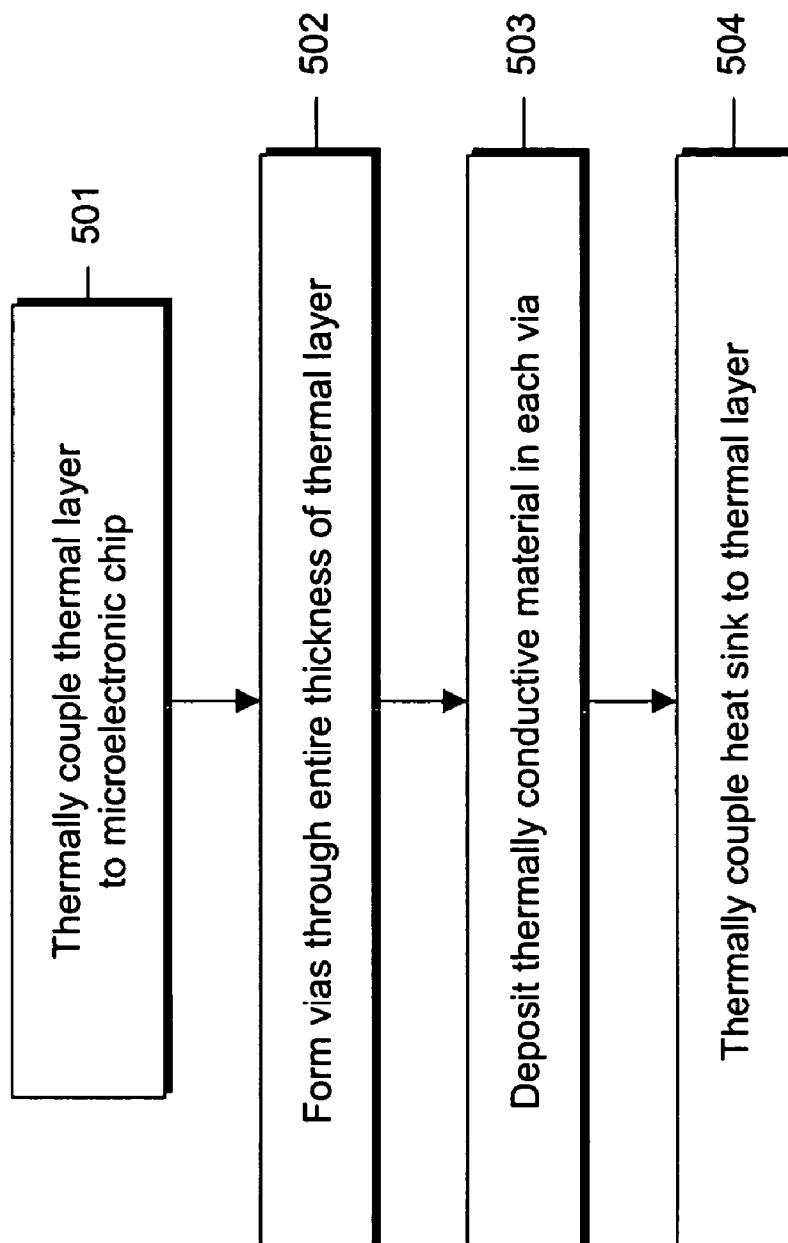 Thermally couple thermal layer
to microelectronic chip
501
Form vias through entire thickness of thermal layer
502
Deposit thermally conductive material in each via
503
Thermally couple heat sink to thermal layer
504